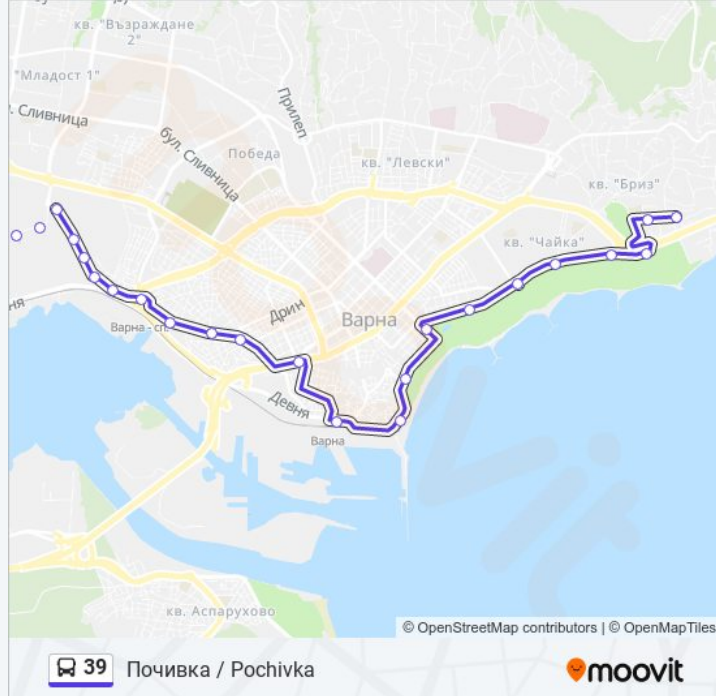 кв. "Възраждане
2"
"Младост 1"
Сливница
Прилеп
бул. Сливница
Победа
кв. "Левски"
кв. "Бриз"
кв. "Чайка"
Дрин
Варна
Варна - сп.
Девня
Варна
кв. Аспарухово
© OpenStreetMap contributors | © OpenMapTiles
39 Почивка / Pochivka
moovit